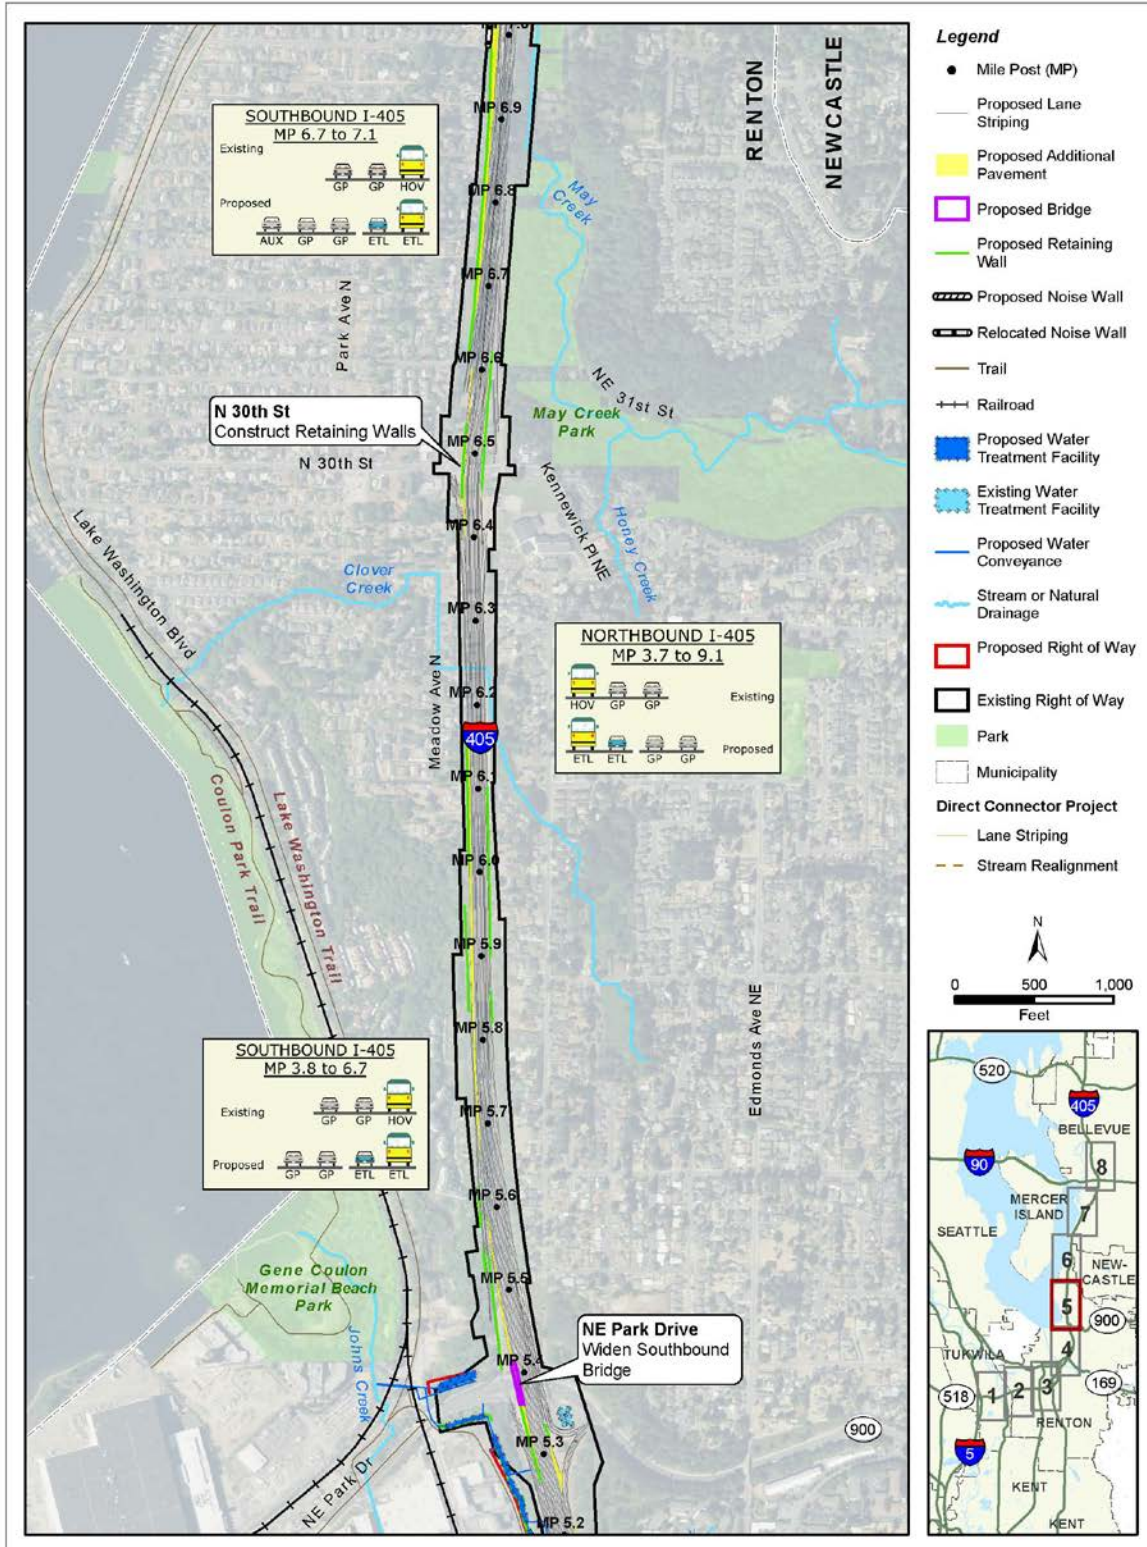 SOUTHBOUND I-405
MP 6.7 to 7.1
Existing
GP GP HOV
Proposed
AUX GP GP ETL ETL
RENTON
NEWCASTLE
MP 6.9
MP 6.8
May
Creek
MP 6.7
Park Ave N
MP 6.6
NE 31st St
N 30th St
Construct Retaining Walls
May Creek
Park
MP 6.5
N 30th St
Kennewick Pl NE
MP 6.4
Honey Creek
Lake Washington Blvd
Clover
Creek
MP 6.3
NORTHBOUND I-405
MP 3.7 to 9.1
HOV GP GP
Existing
ETL ETL GP GP
Proposed
Meadow Ave N
MP 6.2
405
MP 6.1
Coulon Park Trail
Lake Washington Trail
MP 6.0
MP 5.9
Edmonds Ave NE
MP 5.8
SOUTHBOUND I-405
MP 3.8 to 6.7
Existing
GP GP HOV
Proposed
GP GP ETL ETL
MP 5.7
MP 5.6
Gene Coulon
Memorial Beach
Park
MP 5.5
Johns Creek
NE Park Drive
Widen Southbound
Bridge
MP 5.4
NE Park Dr
MP 5.3
900
MP 5.2
Legend
Mile Post (MP)
Proposed Lane
Striping
Proposed Additional
Pavement
Proposed Bridge
Proposed Retaining
Wall
Proposed Noise Wall
Relocated Noise Wall
Trail
Railroad
Proposed Water
Treatment Facility
Existing Water
Treatment Facility
Proposed Water
Conveyance
Stream or Natural
Drainage
Proposed Right of Way
Existing Right of Way
Park
Municipality
Direct Connector Project
Lane Striping
Stream Realignment
N
0 500 1,000
Feet
520
405
BELLEVUE
90
8
MERCER
ISLAND
7
SEATTLE
6
NEW-
CASTLE
5
900
4
TUKWILA
518
1
2
3
169
RENTON
5
KENT
KENT